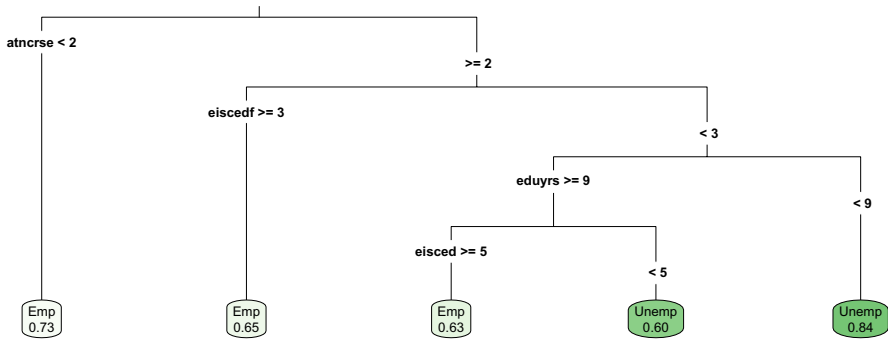 atncrse < 2
>= 2
eiscedf >= 3
< 3
eduyrs >= 9
< 9
eisced >= 5
< 5
Emp
0.73
Emp
0.65
Emp
0.63
Unemp
0.60
Unemp
0.84